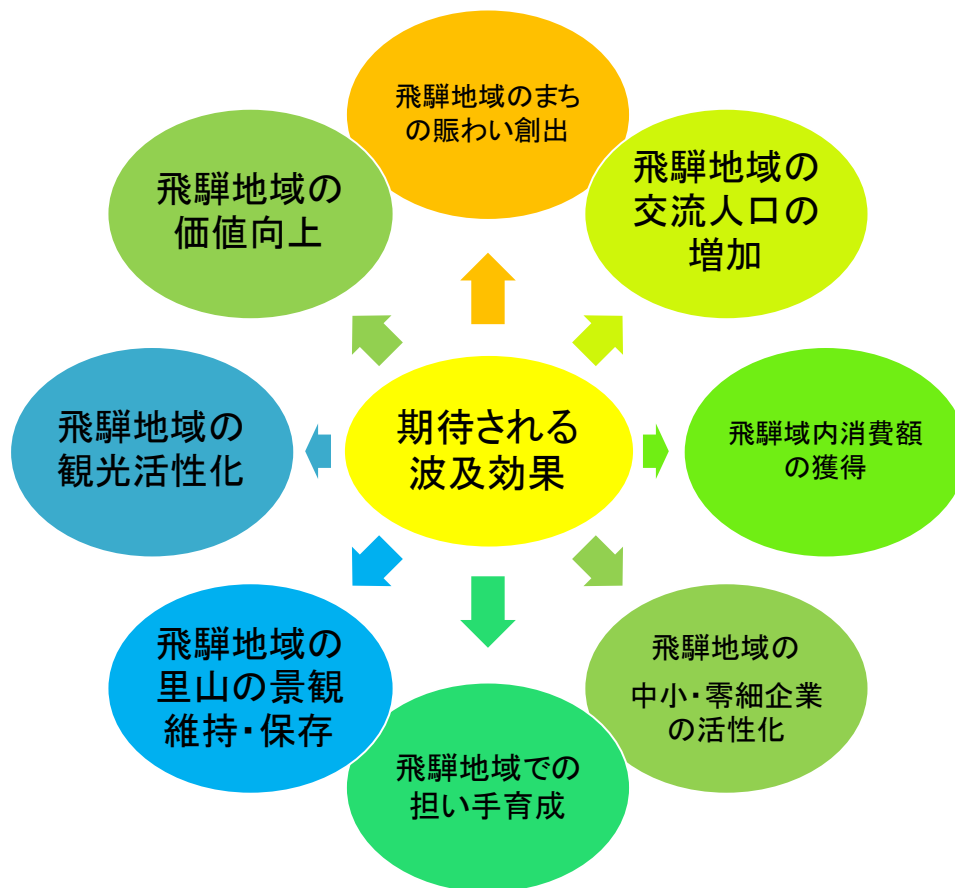 飛騨地域のまち
の賑わい創出
飛騨地域の
交流人口の
増加
飛騨域内消費額
の獲得
飛騨地域の
中小・零細企業
の活性化
飛騨地域での
担い手育成
飛騨地域の
里山の景観
維持・保存
飛騨地域の
観光活性化
飛騨地域の
価値向上
期待される
波及効果